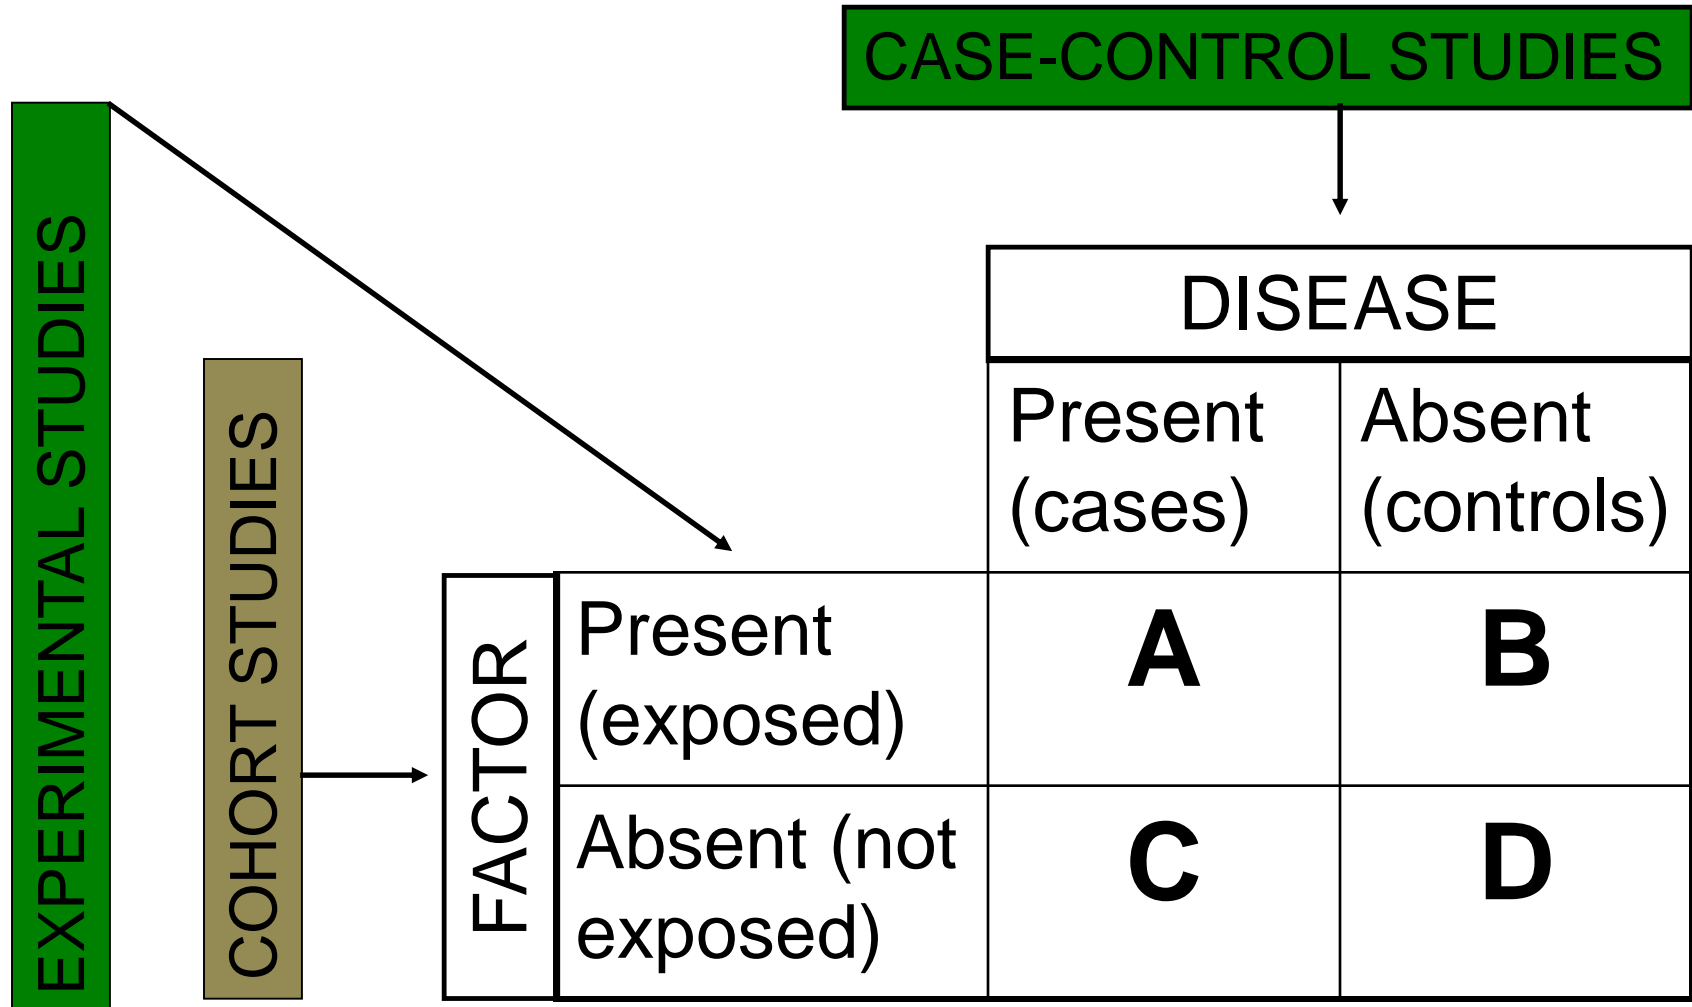 CASE-CONTROL STUDIES
EXPERIMENTAL STUDIES
COHORT STUDIES
DISEASE
Present
(cases)
Absent
(controls)
FACTOR
Present
(exposed)
A
B
Absent (not
exposed)
C
D